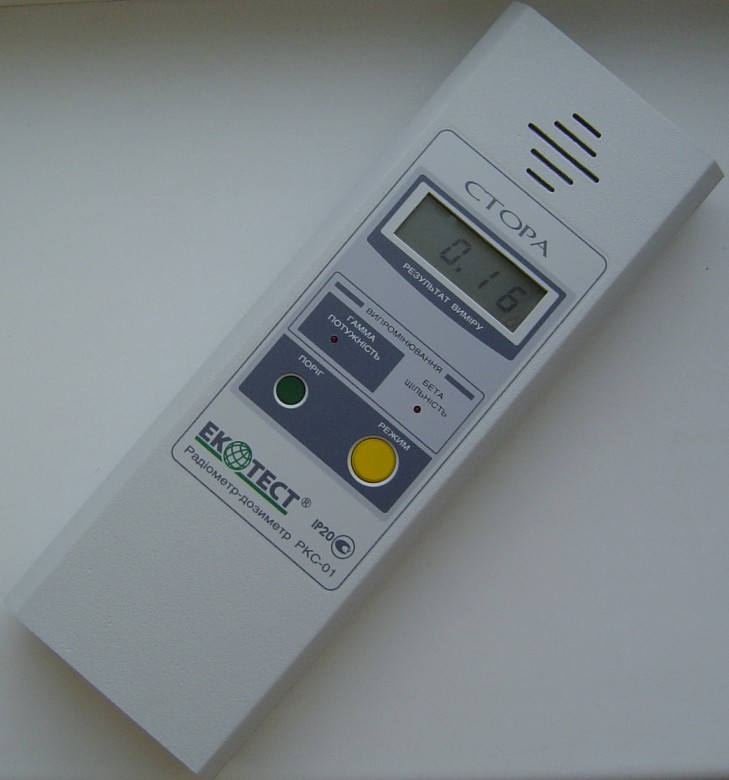 СТОРА
0.16
РЕЗУЛЬТАТ ВИМІРУ
ВИПРОМІНЮВАННЯ
ГАММА
ПОТУЖНІСТЬ
БЕТА
ЩІЛЬНІСТЬ
ПОРІГ
РЕЖИМ
ЕКОТЕСТ®
Радіометр-дозиметр РКС-01
IP20